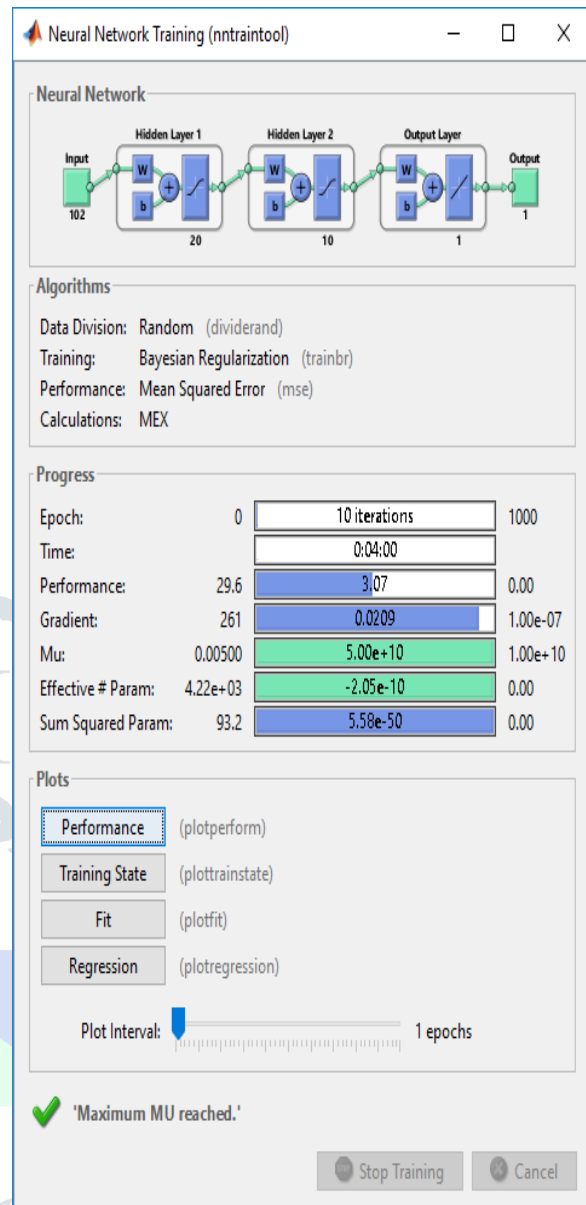 Neural Network Training (nntraintool)
Neural Network
Hidden Layer 1 Hidden Layer 2 Output Layer
Input Output
W W W
+ + +
b b b
102 20 10 1 1
Algorithms
Data Division: Random (dividerand)
Training: Bayesian Regularization (trainbr)
Performance: Mean Squared Error (mse)
Calculations: MEX
Progress
Epoch: 0 10 iterations 1000
Time: 0:04:00
Performance: 29.6 3.07 0.00
Gradient: 261 0.0209 1.00e-07
Mu: 0.00500 5.00e+10 1.00e+10
Effective # Param: 4.22e+03 -2.05e-10 0.00
Sum Squared Param: 93.2 5.58e-50 0.00
Plots
Performance (plotperform)
Training State (plottrainstate)
Fit (plotfit)
Regression (plotregression)
Plot Interval: 1 epochs
'Maximum MU reached.'
Stop Training Cancel